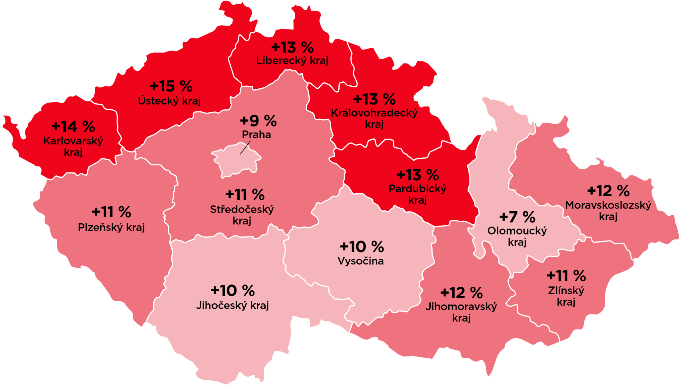 +13 %
Liberecký kraj
+15 %
Ústecký kraj
+13 %
Královohradecký
kraj
+14 %
Karlovarský
kraj
+9 %
Praha
+13 %
Pardubický
kraj
+11 %
Středočeský
kraj
+12 %
Moravskoslezský
kraj
+11 %
Plzeňský kraj
+7 %
Olomoucký
kraj
+10 %
Vysočina
+11 %
Zlínský
kraj
+10 %
Jihočeský kraj
+12 %
Jihomoravský
kraj